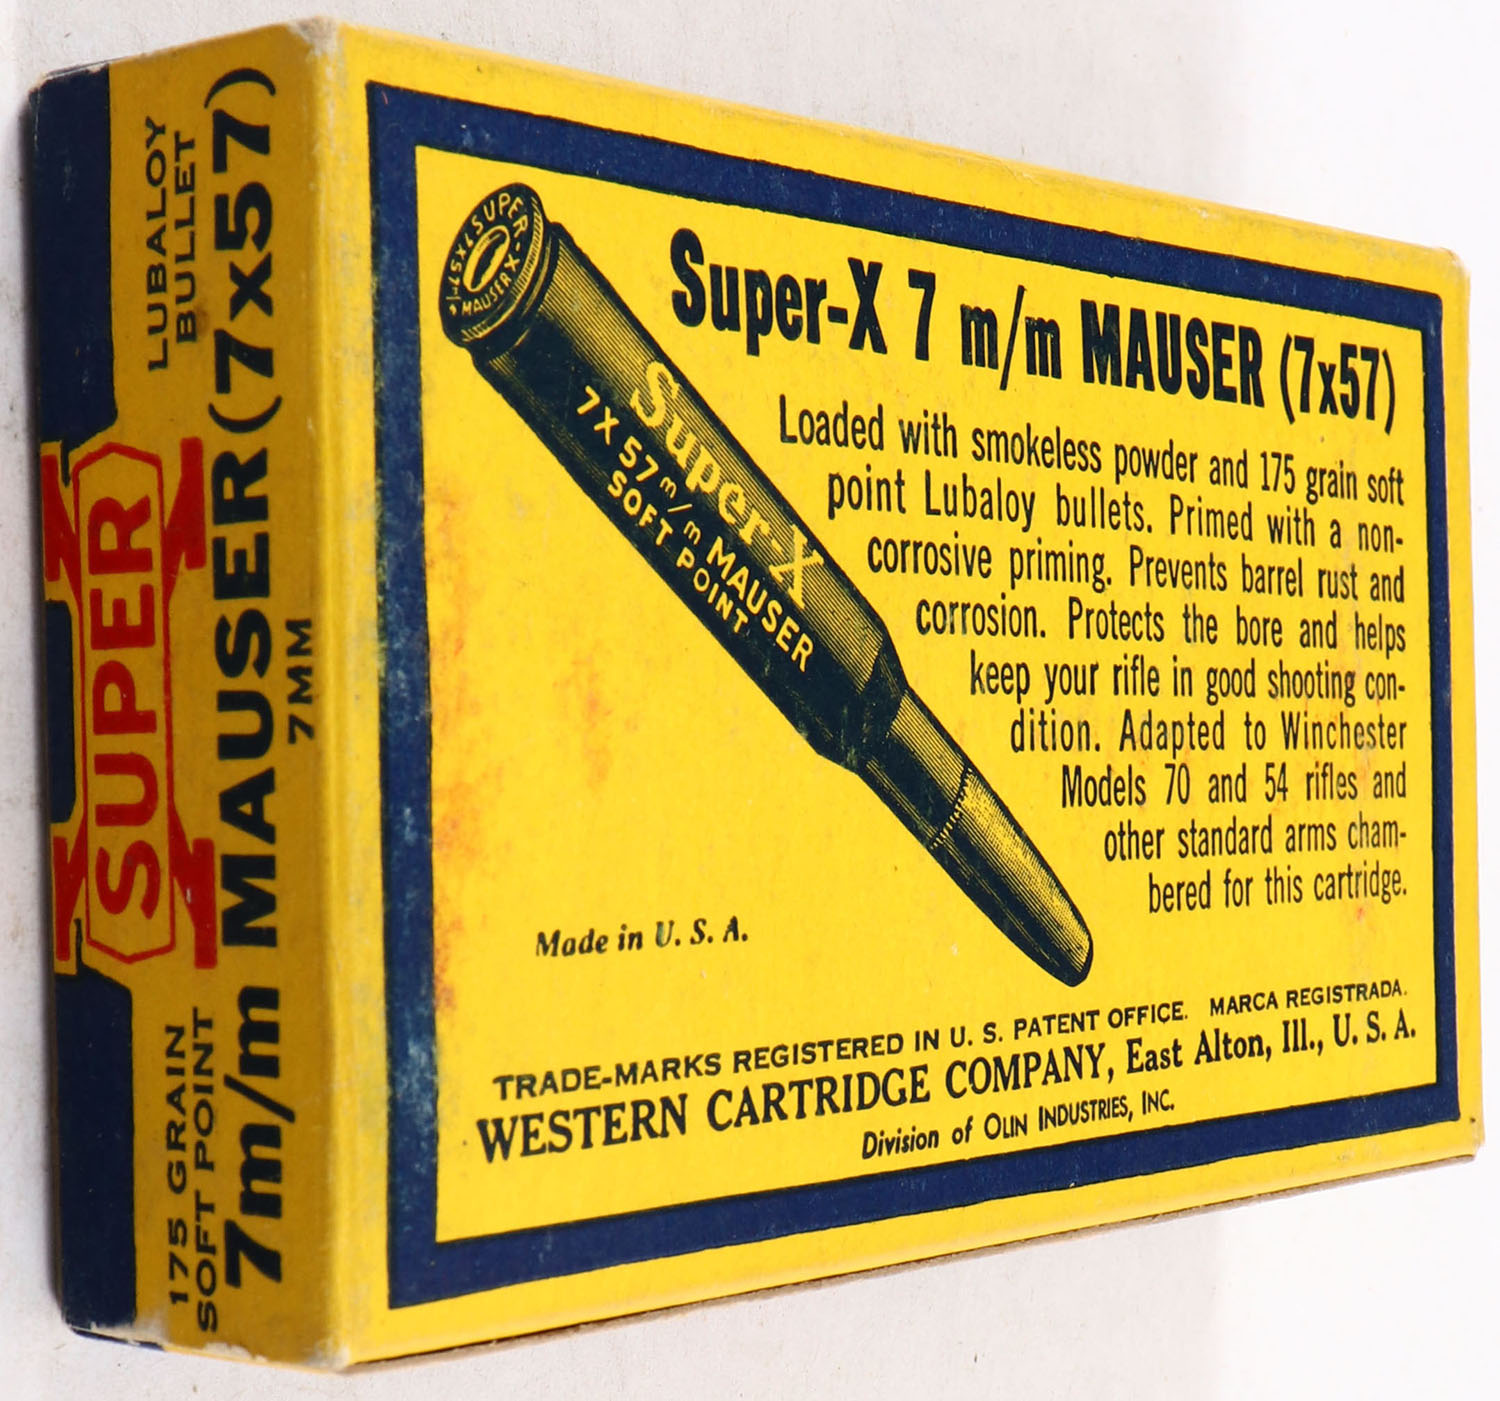 LUBALOY
BULLET
SUPER
X
175 GRAIN
SOFT POINT
7m/m MAUSER (7x57)
7MM
SUPER-X
MAUSER
Super-X
7X57 m/m MAUSER
SOFT POINT
Super-X 7 m/m MAUSER (7x57)
Loaded with smokeless powder and 175 grain soft
point Lubaloy bullets. Primed with a non-
corrosive priming. Prevents barrel rust and
corrosion. Protects the bore and helps
keep your rifle in good shooting con-
dition. Adapted to Winchester
Models 70 and 54 rifles and
other standard arms cham-
bered for this cartridge.
Made in U. S. A.
TRADE-MARKS REGISTERED IN U. S. PATENT OFFICE. MARCA REGISTRADA.
WESTERN CARTRIDGE COMPANY, East Alton, Ill., U. S. A.
Division of OLIN INDUSTRIES, INC.